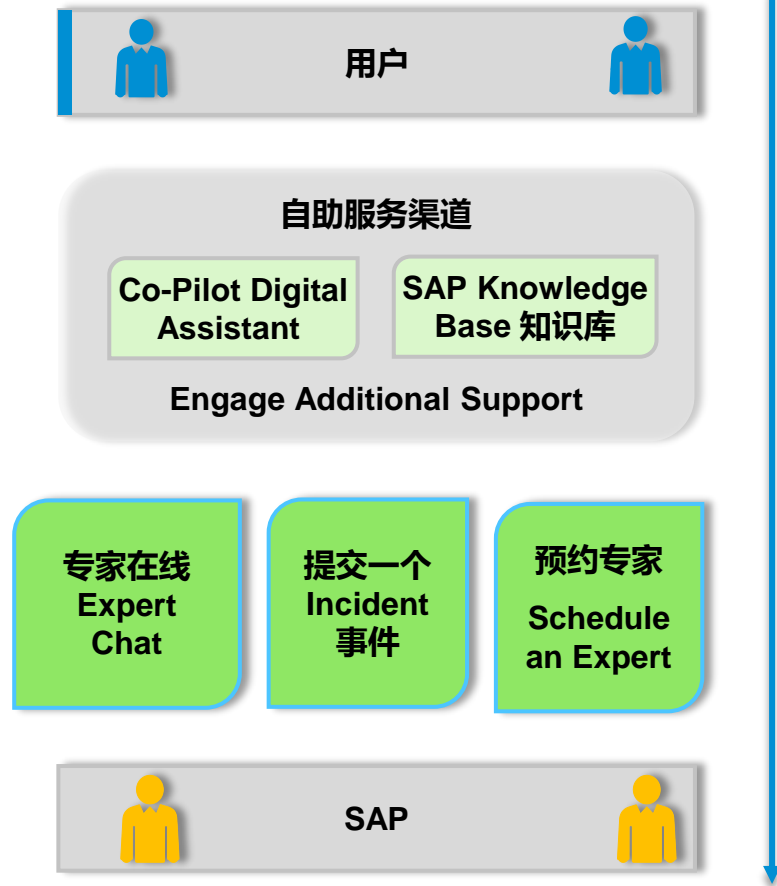 用户
自助服务渠道
Co-Pilot Digital
Assistant
SAP Knowledge
Base 知识库
Engage Additional Support
专家在线
Expert
Chat
提交一个
Incident
事件
预约专家
Schedule
an Expert
SAP